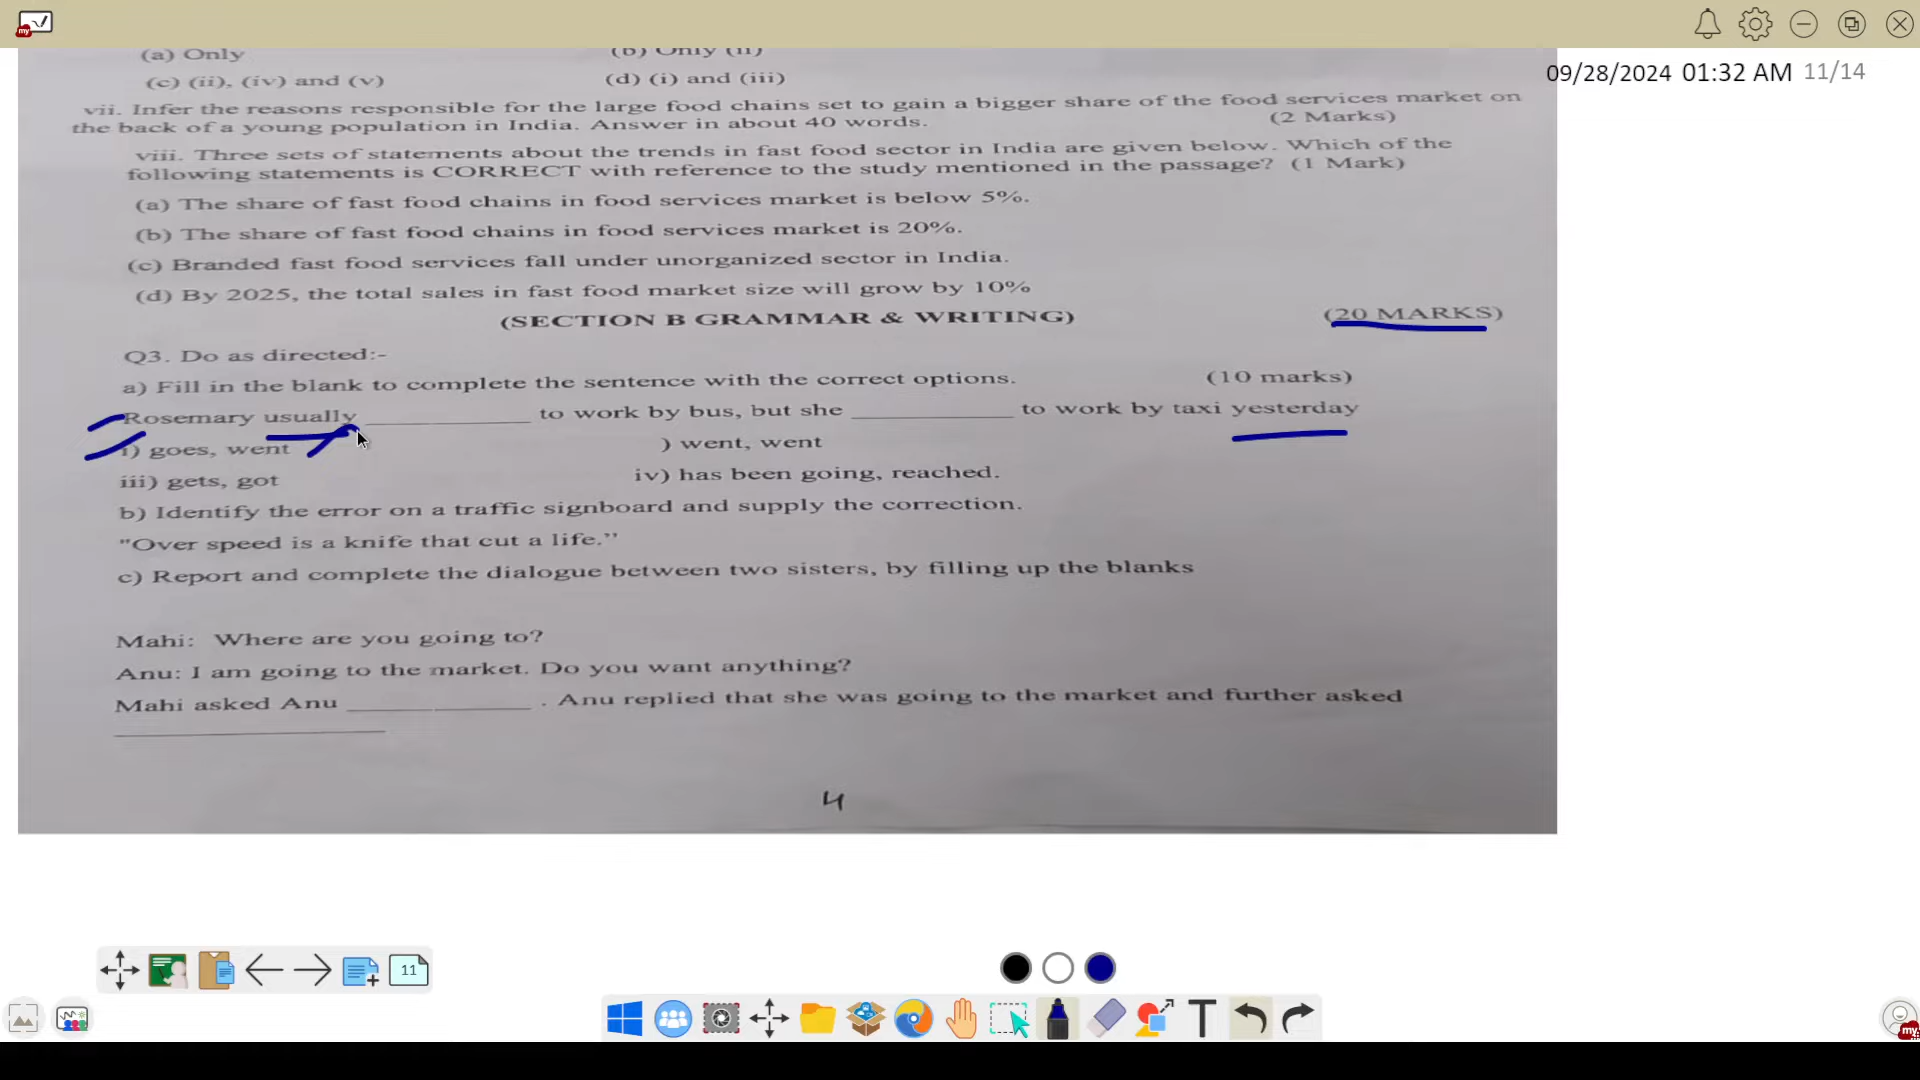 09/28/2024 01:32 AM 11/14
(a) Only (b) Only (ii)
(c) (ii), (iv) and (v) (d) (i) and (iii)
vii. Infer the reasons responsible for the large food chains set to gain a bigger share of the food services market on
the back of a young population in India. Answer in about 40 words. (2 Marks)
viii. Three sets of statements about the trends in fast food sector in India are given below. Which of the
following statements is CORRECT with reference to the study mentioned in the passage? (1 Mark)
(a) The share of fast food chains in food services market is below 5%.
(b) The share of fast food chains in food services market is 20%.
(c) Branded fast food services fall under unorganized sector in India.
(d) By 2025, the total sales in fast food market size will grow by 10%
(SECTION B GRAMMAR & WRITING) (20 MARKS)
Q3. Do as directed:-
a) Fill in the blank to complete the sentence with the correct options. (10 marks)
Rosemary usually ____________ to work by bus, but she ____________ to work by taxi yesterday
i) goes, went ) went, went
iii) gets, got iv) has been going, reached.
b) Identify the error on a traffic signboard and supply the correction.
"Over speed is a knife that cut a life.”
c) Report and complete the dialogue between two sisters, by filling up the blanks
Mahi: Where are you going to?
Anu: I am going to the market. Do you want anything?
Mahi asked Anu ____________ . Anu replied that she was going to the market and further asked
____________
4
11
my
my